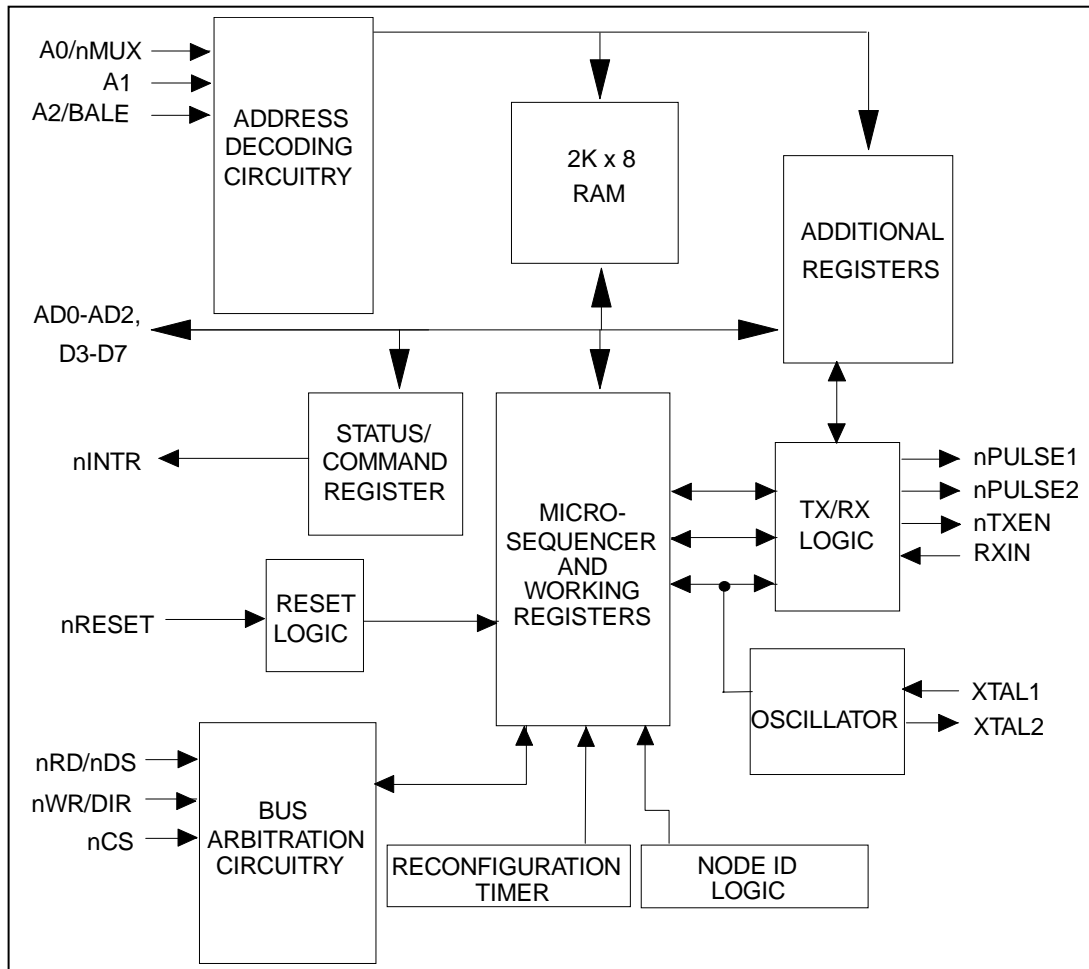 A0/nMUX
A1
A2/BALE
ADDRESS
DECODING
CIRCUITRY
2K x 8
RAM
ADDITIONAL
REGISTERS
AD0-AD2,
D3-D7
nINTR
STATUS/
COMMAND
REGISTER
MICRO-
SEQUENCER
AND
WORKING
REGISTERS
TX/RX
LOGIC
nPULSE1
nPULSE2
nTXEN
RXIN
nRESET
RESET
LOGIC
OSCILLATOR
XTAL1
XTAL2
nRD/nDS
nWR/DIR
nCS
BUS
ARBITRATION
CIRCUITRY
RECONFIGURATION
TIMER
NODE ID
LOGIC